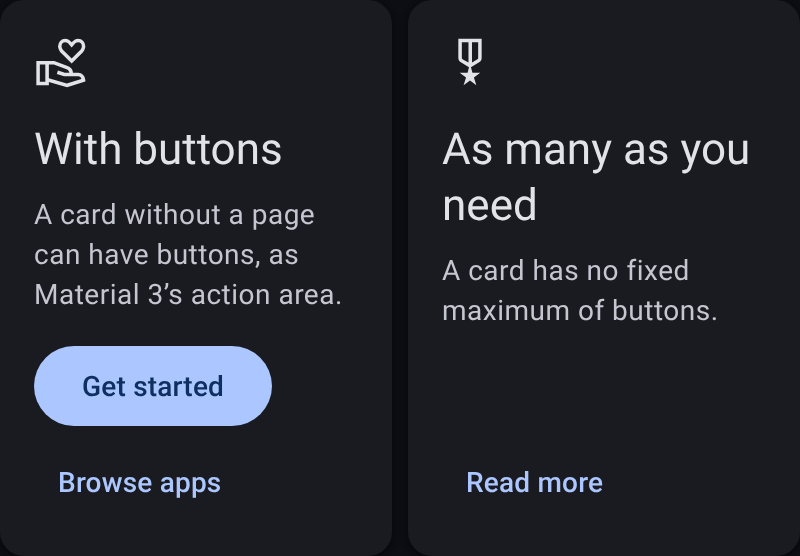 With buttons
A card without a page
can have buttons, as
Material 3’s action area.
Get started
Browse apps
As many as you
need
A card has no fixed
maximum of buttons.
Read more